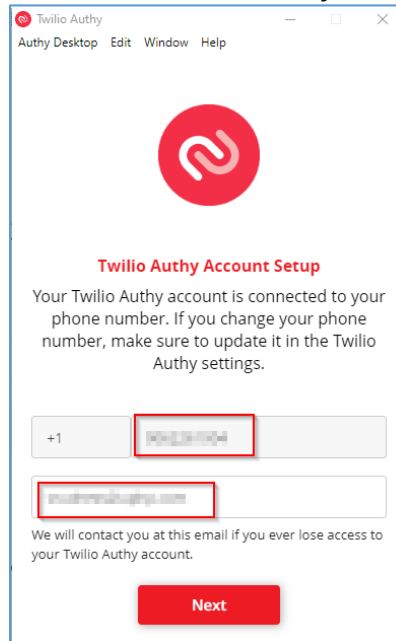 Twilio Authy
Authy Desktop Edit Window Help
Twilio Authy Account Setup
Your Twilio Authy account is connected to your
phone number. If you change your phone
number, make sure to update it in the Twilio
Authy settings.
+1
We will contact you at this email if you ever lose access to
your Twilio Authy account.
Next